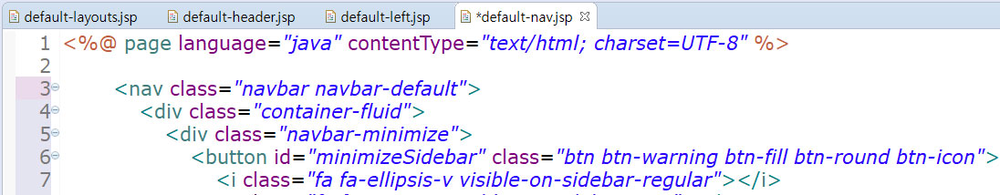 default-layouts.jsp default-header.jsp default-left.jsp *default-nav.jsp
1 <%@ page language="java" contentType="text/html; charset=UTF-8" %>
2
3 <nav class="navbar navbar-default">
4 <div class="container-fluid">
5 <div class="navbar-minimize">
6 <button id="minimizeSidebar" class="btn btn-warning btn-fill btn-round btn-icon">
7 <i class="fa fa-ellipsis-v visible-on-sidebar-regular"></i>